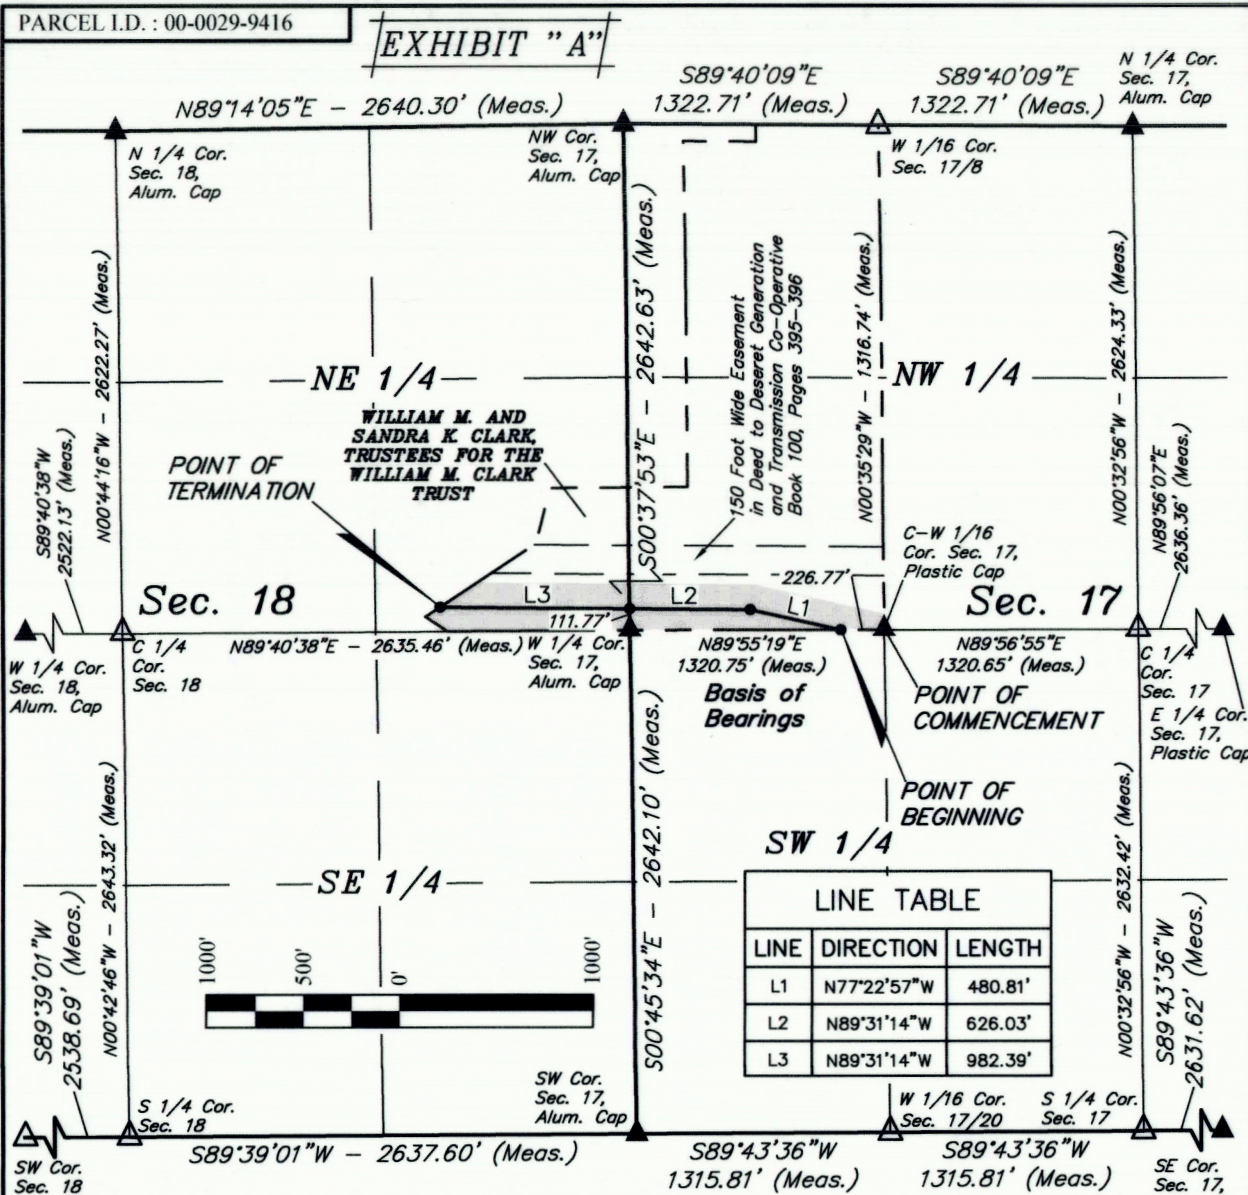 PARCEL I.D. : 00-0029-9416
EXHIBIT "A"
N89°14'05"E - 2640.30' (Meas.)
S89°40'09"E
1322.71' (Meas.)
S89°40'09"E
1322.71' (Meas.)
N 1/4 Cor.
Sec. 17,
Alum. Cap
N 1/4 Cor.
Sec. 18,
Alum. Cap
NW Cor.
Sec. 17,
Alum. Cap
W 1/16 Cor.
Sec. 17/8
N00°44'16"W - 2622.27' (Meas.)
S00°37'53"E - 2642.63' (Meas.)
150 Foot Wide Easement
in Deed to Deseret Generation
and Transmission Co-Operative
Book 100, Pages 395-396
N00°35'29"W - 1316.74' (Meas.)
N00°32'56"W - 2624.33' (Meas.)
NE 1/4
NW 1/4
WILLIAM M. AND
SANDRA K. CLARK,
TRUSTEES FOR THE
WILLIAM M. CLARK
TRUST
POINT OF
TERMINATION
S89°40'38"W
2522.13' (Meas.)
N89°56'07"E
2636.36' (Meas.)
C-W 1/16
Cor. Sec. 17,
Plastic Cap
226.77'
Sec. 18
L3
L2
L1
Sec. 17
111.77'
W 1/4 Cor.
Sec. 18,
Alum. Cap
C 1/4
Cor.
Sec. 18
N89°40'38"E - 2635.46' (Meas.)
W 1/4 Cor.
Sec. 17,
Alum. Cap
N89°55'19"E
1320.75' (Meas.)
Basis of
Bearings
N89°56'55"E
1320.65' (Meas.)
POINT OF
COMMENCEMENT
C 1/4
Cor.
Sec. 17
E 1/4 Cor.
Sec. 17,
Plastic Cap
POINT OF
BEGINNING
N00°42'46"W - 2643.32' (Meas.)
S00°45'34"E - 2642.10' (Meas.)
N00°32'56"W - 2632.42' (Meas.)
SW 1/4
SE 1/4
LINE TABLE
LINE DIRECTION LENGTH
L1 N77°22'57"W 480.81'
L2 N89°31'14"W 626.03'
L3 N89°31'14"W 982.39'
1000' 500' 0' 1000'
S89°39'01"W
2538.69' (Meas.)
S89°43'36"W
2631.62' (Meas.)
S 1/4 Cor.
Sec. 18
SW Cor.
Sec. 17,
Alum. Cap
W 1/16 Cor.
Sec. 17/20
S 1/4 Cor.
Sec. 17
SW Cor.
Sec. 18
S89°39'01"W - 2637.60' (Meas.)
S89°43'36"W
1315.81' (Meas.)
S89°43'36"W
1315.81' (Meas.)
SE Cor.
Sec. 17,